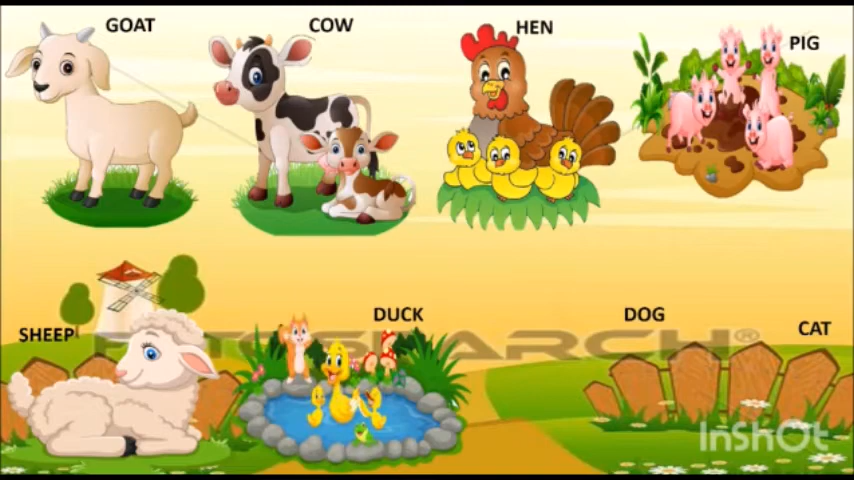 GOAT
COW
HEN
PIG
SHEEP
DUCK
DOG
CAT
InShOt